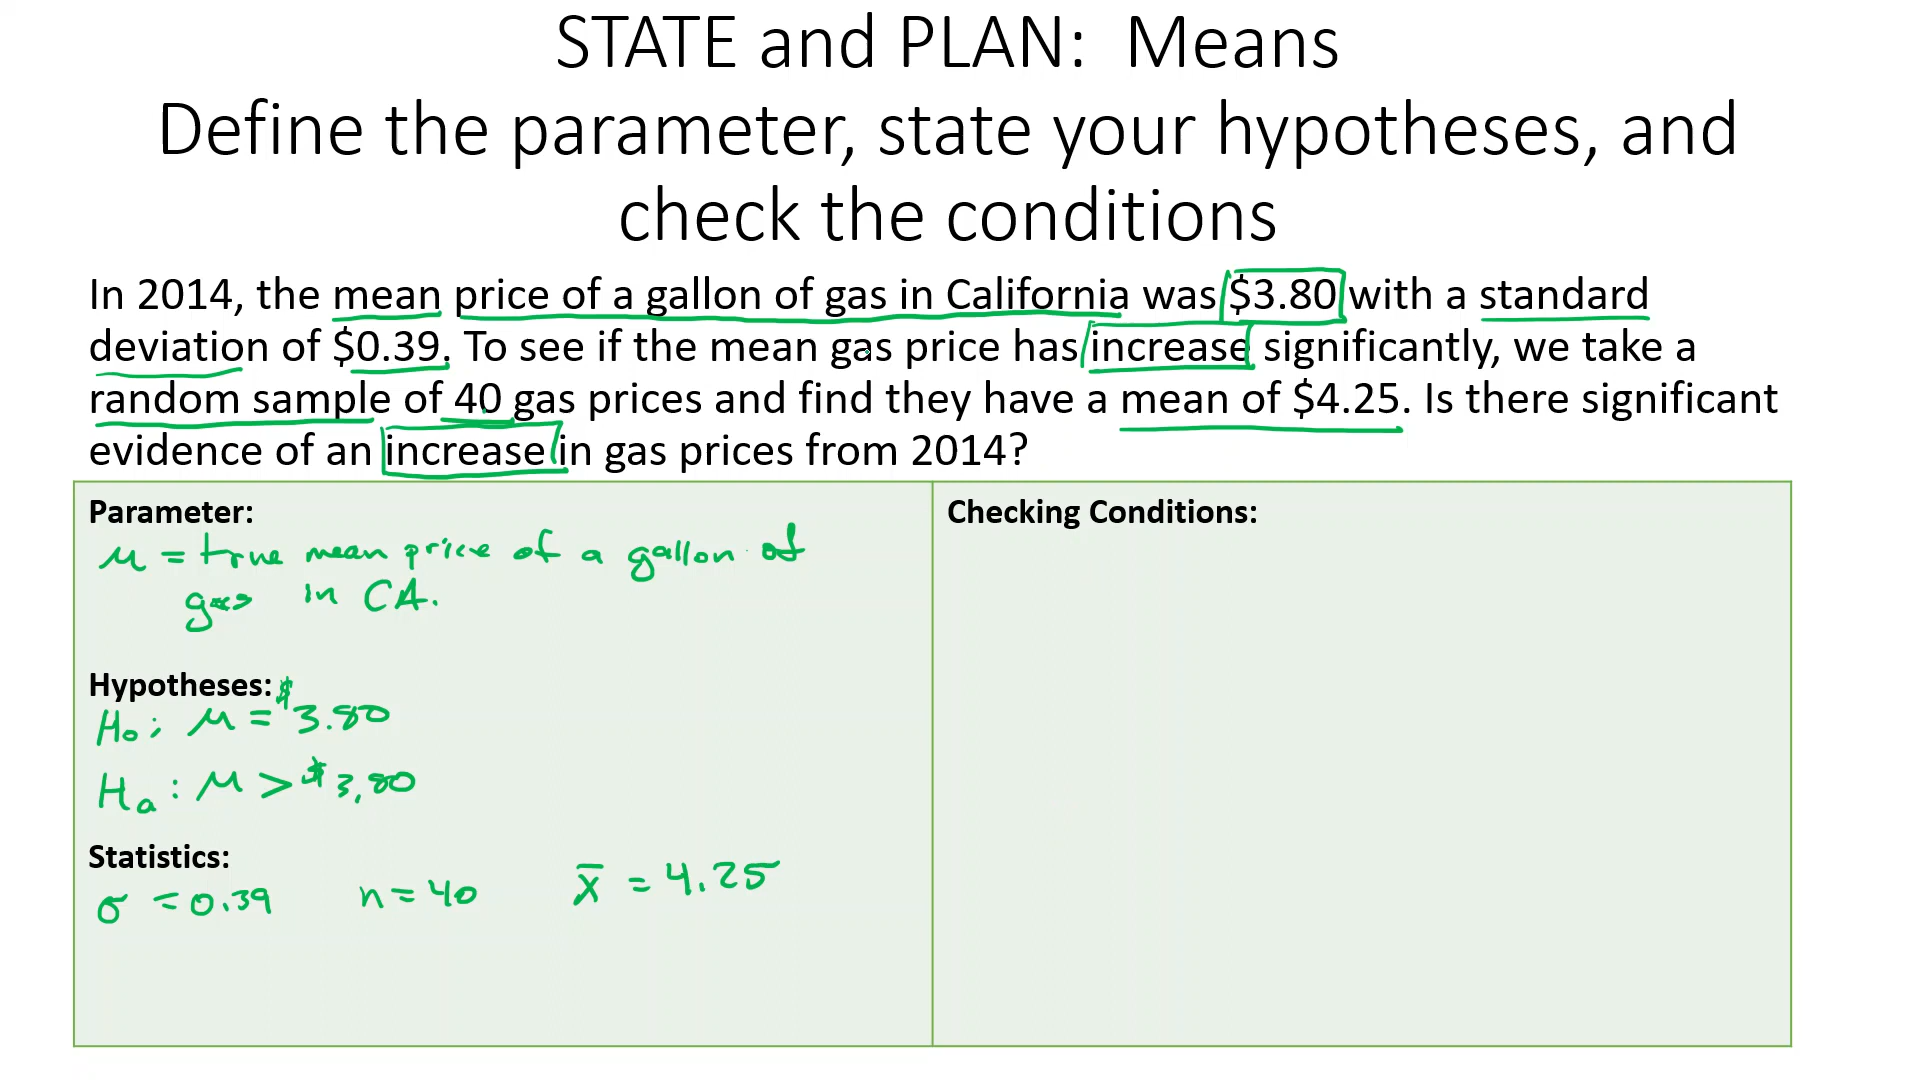 STATE and PLAN: Means
Define the parameter, state your hypotheses, and
check the conditions
In 2014, the mean price of a gallon of gas in California was $3.80 with a standard
deviation of $0.39. To see if the mean gas price has increase significantly, we take a
random sample of 40 gas prices and find they have a mean of $4.25. Is there significant
evidence of an increase in gas prices from 2014?
Parameter:
μ = true mean price of a gallon of
gas in CA.
Hypotheses:
H₀: μ = $3.80
Hₐ: μ > $3.80
Statistics:
σ = 0.39 n = 40 x̄ = 4.25
Checking Conditions: